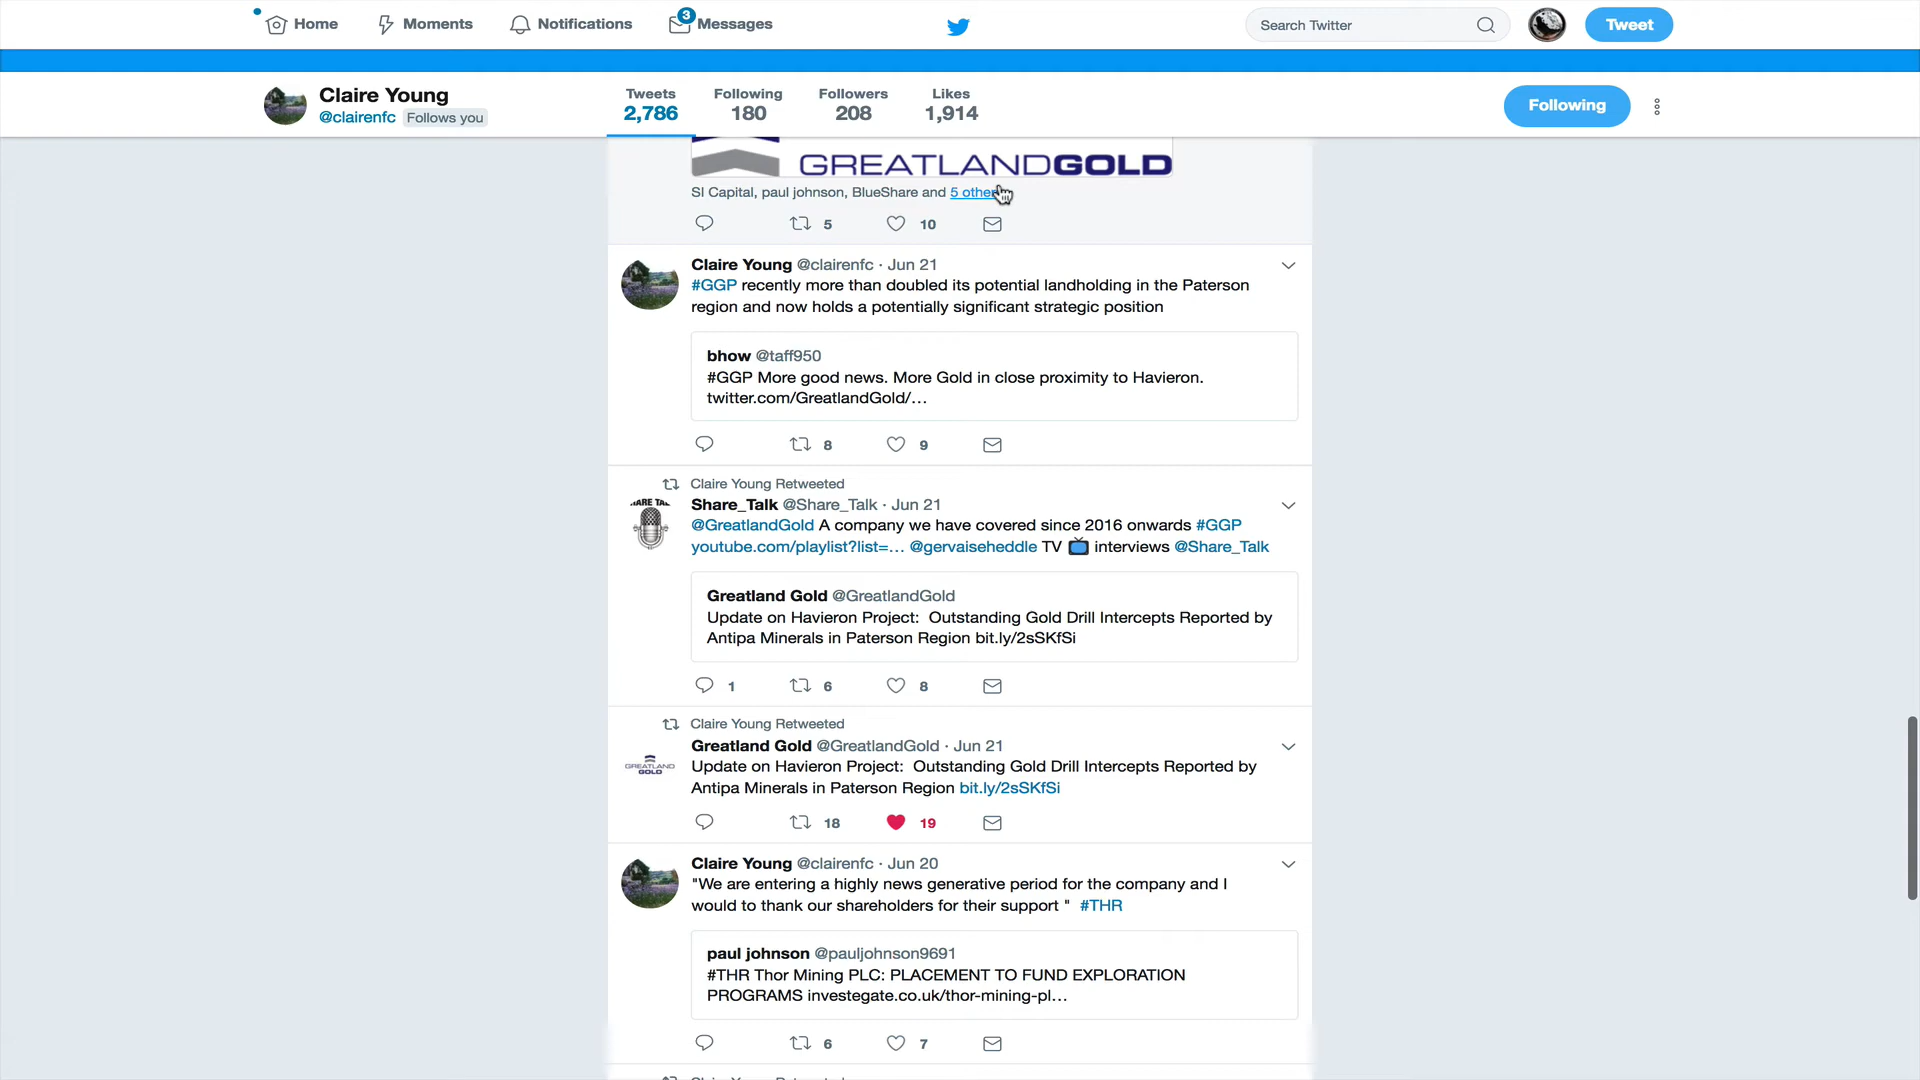 Home
Moments
Notifications
3
Messages
Search Twitter
Tweet
Claire Young
@clairenfc Follows you
Tweets
2,786
Following
180
Followers
208
Likes
1,914
Following
GREATLANDGOLD
SI Capital, paul johnson, BlueShare and 5 other
5
10
Claire Young @clairenfc · Jun 21
#GGP recently more than doubled its potential landholding in the Paterson
region and now holds a potentially significant strategic position
bhow @taff950
#GGP More good news. More Gold in close proximity to Havieron.
twitter.com/GreatlandGold/…
8
9
Claire Young Retweeted
Share_Talk @Share_Talk · Jun 21
@GreatlandGold A company we have covered since 2016 onwards #GGP
youtube.com/playlist?list=… @gervaiseheddle TV 📺 interviews @Share_Talk
Greatland Gold @GreatlandGold
Update on Havieron Project: Outstanding Gold Drill Intercepts Reported by
Antipa Minerals in Paterson Region bit.ly/2sSKfSi
1
6
8
Claire Young Retweeted
GREATLAND
GOLD
Greatland Gold @GreatlandGold · Jun 21
Update on Havieron Project: Outstanding Gold Drill Intercepts Reported by
Antipa Minerals in Paterson Region bit.ly/2sSKfSi
18
19
Claire Young @clairenfc · Jun 20
"We are entering a highly news generative period for the company and I
would to thank our shareholders for their support " #THR
paul johnson @pauljohnson9691
#THR Thor Mining PLC: PLACEMENT TO FUND EXPLORATION
PROGRAMS investegate.co.uk/thor-mining-pl…
6
7